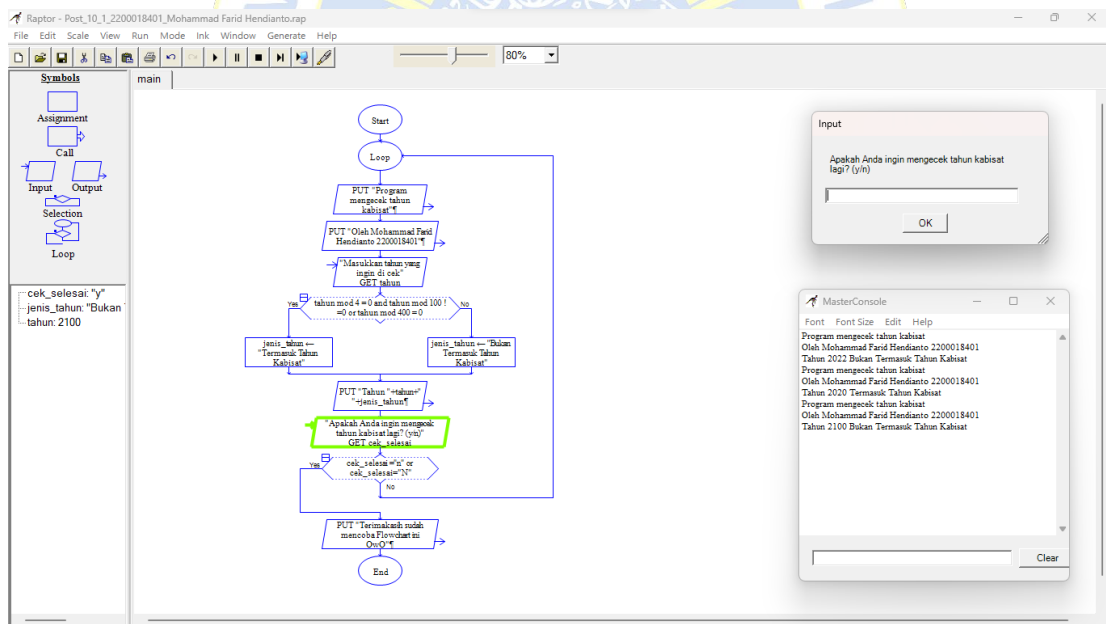 Raptor - Post_10_1_2200018401_Mohammad Farid Hendianto.rap
File Edit Scale View Run Mode Ink Window Generate Help
80%
Symbols
Assignment
Call
Input Output
Selection
Loop
cek_selesai: "y"
jenis_tahun: "Bukan T
tahun: 2100
main
Start
Loop
PUT "Program
mengecek tahun
kabisat"¶
PUT "Oleh Mohammad Farid
Hendianto 2200018401"¶
"Masukkan tahun yang
ingin di cek"
GET tahun
Yes
tahun mod 4 = 0 and tahun mod 100 !
=0 or tahun mod 400 = 0
No
jenis_tahun ←
"Termasuk Tahun
Kabisat"
jenis_tahun ← "Bukan
Termasuk Tahun
Kabisat"
PUT "Tahun "+tahun+"
"+jenis_tahun¶
"Apakah Anda ingin mengecek
tahun kabisat lagi? (y/n)"
GET cek_selesai
Yes
cek_selesai ="n" or
cek_selesai="N"
No
PUT "Terimakasih sudah
mencoba Flowchart ini
OwO"¶
End
Input
Apakah Anda ingin mengecek tahun kabisat
lagi? (y/n)
OK
MasterConsole
Font Font Size Edit Help
Program mengecek tahun kabisat
Oleh Mohammad Farid Hendianto 2200018401
Tahun 2022 Bukan Termasuk Tahun Kabisat
Program mengecek tahun kabisat
Oleh Mohammad Farid Hendianto 2200018401
Tahun 2020 Termasuk Tahun Kabisat
Program mengecek tahun kabisat
Oleh Mohammad Farid Hendianto 2200018401
Tahun 2100 Bukan Termasuk Tahun Kabisat
Clear